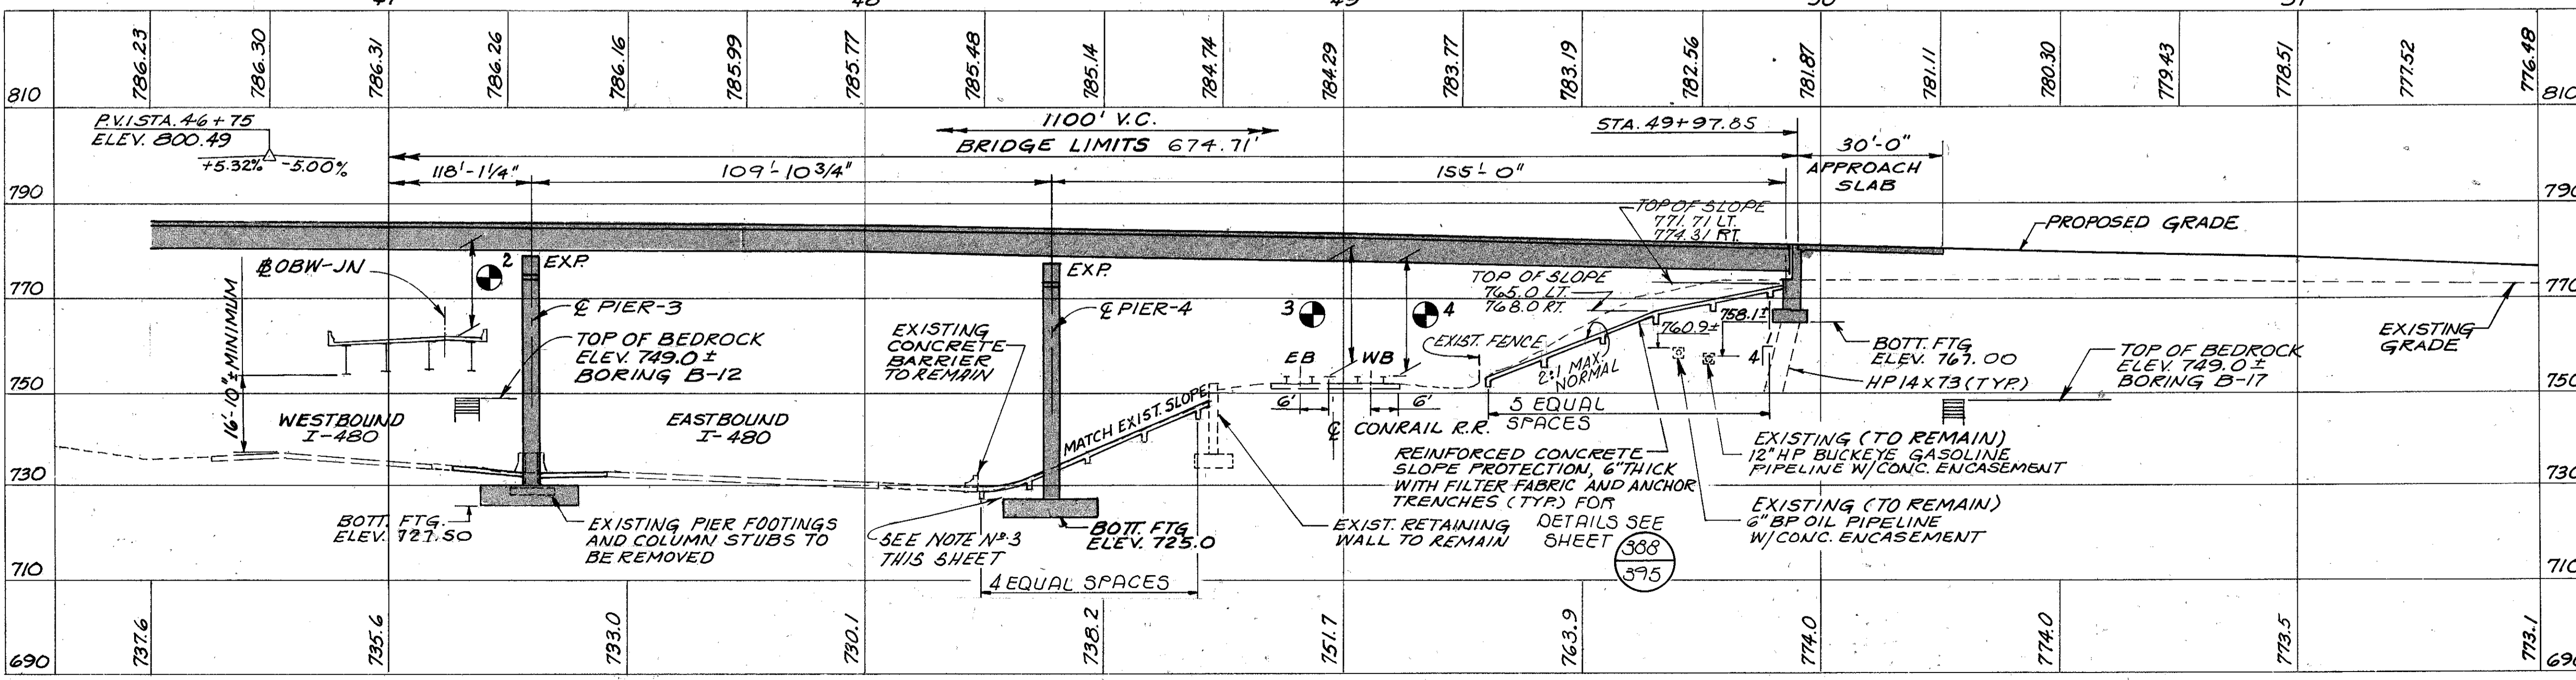 47 48 49 50 51
786.23 786.30 786.31 786.26 786.16 785.99 785.77 785.48 785.14 784.74 784.29 783.77 783.19 782.56 781.87 781.11 780.30 779.43 778.51 777.52 776.48
810 810
P.V.I STA. 46+75
ELEV. 800.49
+5.32% -5.00%
1100' V.C.
BRIDGE LIMITS 674.71'
STA. 49+97.85
30'-0"
APPROACH
SLAB
118'-1 1/4" 109'-10 3/4" 155'-0"
790 790
TOP OF SLOPE
771.71 LT.
774.31 RT.
PROPOSED GRADE
℄ OBW-JN
2
EXP.
EXP.
TOP OF SLOPE
765.0 LT.
768.0 RT.
770 770
16'-10"± MINIMUM
℄ PIER-3
℄ PIER-4
3
4
TOP OF BEDROCK
ELEV. 749.0±
BORING B-12
EXISTING
CONCRETE
BARRIER
TO REMAIN
EXIST. FENCE
EB WB
760.9±
758.1±
4
2:1 MAX.
NORMAL
BOTT. FTG
ELEV. 767.00
HP 14 X 73 (TYP.)
EXISTING
GRADE
TOP OF BEDROCK
ELEV. 749.0±
BORING B-17
750 750
6' 6'
5 EQUAL
SPACES
℄ CONRAIL R.R.
WESTBOUND
I-480
EASTBOUND
I-480
MATCH EXIST. SLOPE
REINFORCED CONCRETE
SLOPE PROTECTION, 6" THICK
WITH FILTER FABRIC AND ANCHOR
TRENCHES (TYP.) FOR
DETAILS SEE
SHEET
388
395
EXISTING (TO REMAIN)
12" HP BUCKEYE GASOLINE
PIPELINE W/CONC. ENCASEMENT
EXISTING (TO REMAIN)
6" BP OIL PIPELINE
W/CONC. ENCASEMENT
730 730
BOTT. FTG.
ELEV. 727.50
EXISTING PIER FOOTINGS
AND COLUMN STUBS TO
BE REMOVED
SEE NOTE Nº 3
THIS SHEET
BOTT. FTG
ELEV. 725.0
EXIST. RETAINING
WALL TO REMAIN
4 EQUAL SPACES
710 710
737.6 735.6 733.0 730.1 738.2 751.7 763.9 774.0 774.0 773.5 773.1
690 690